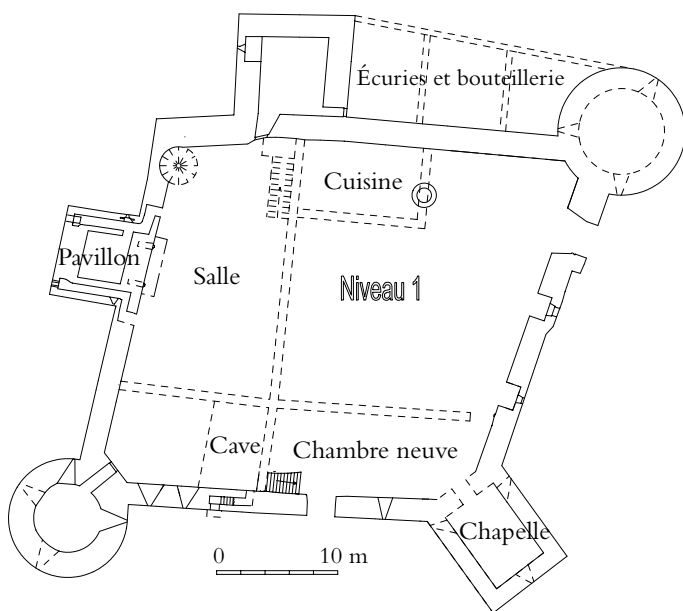 Écuries et bouteillerie
Cuisine
Pavillon
Salle
Niveau 1
Cave
Chambre neuve
Chapelle
0 10 m